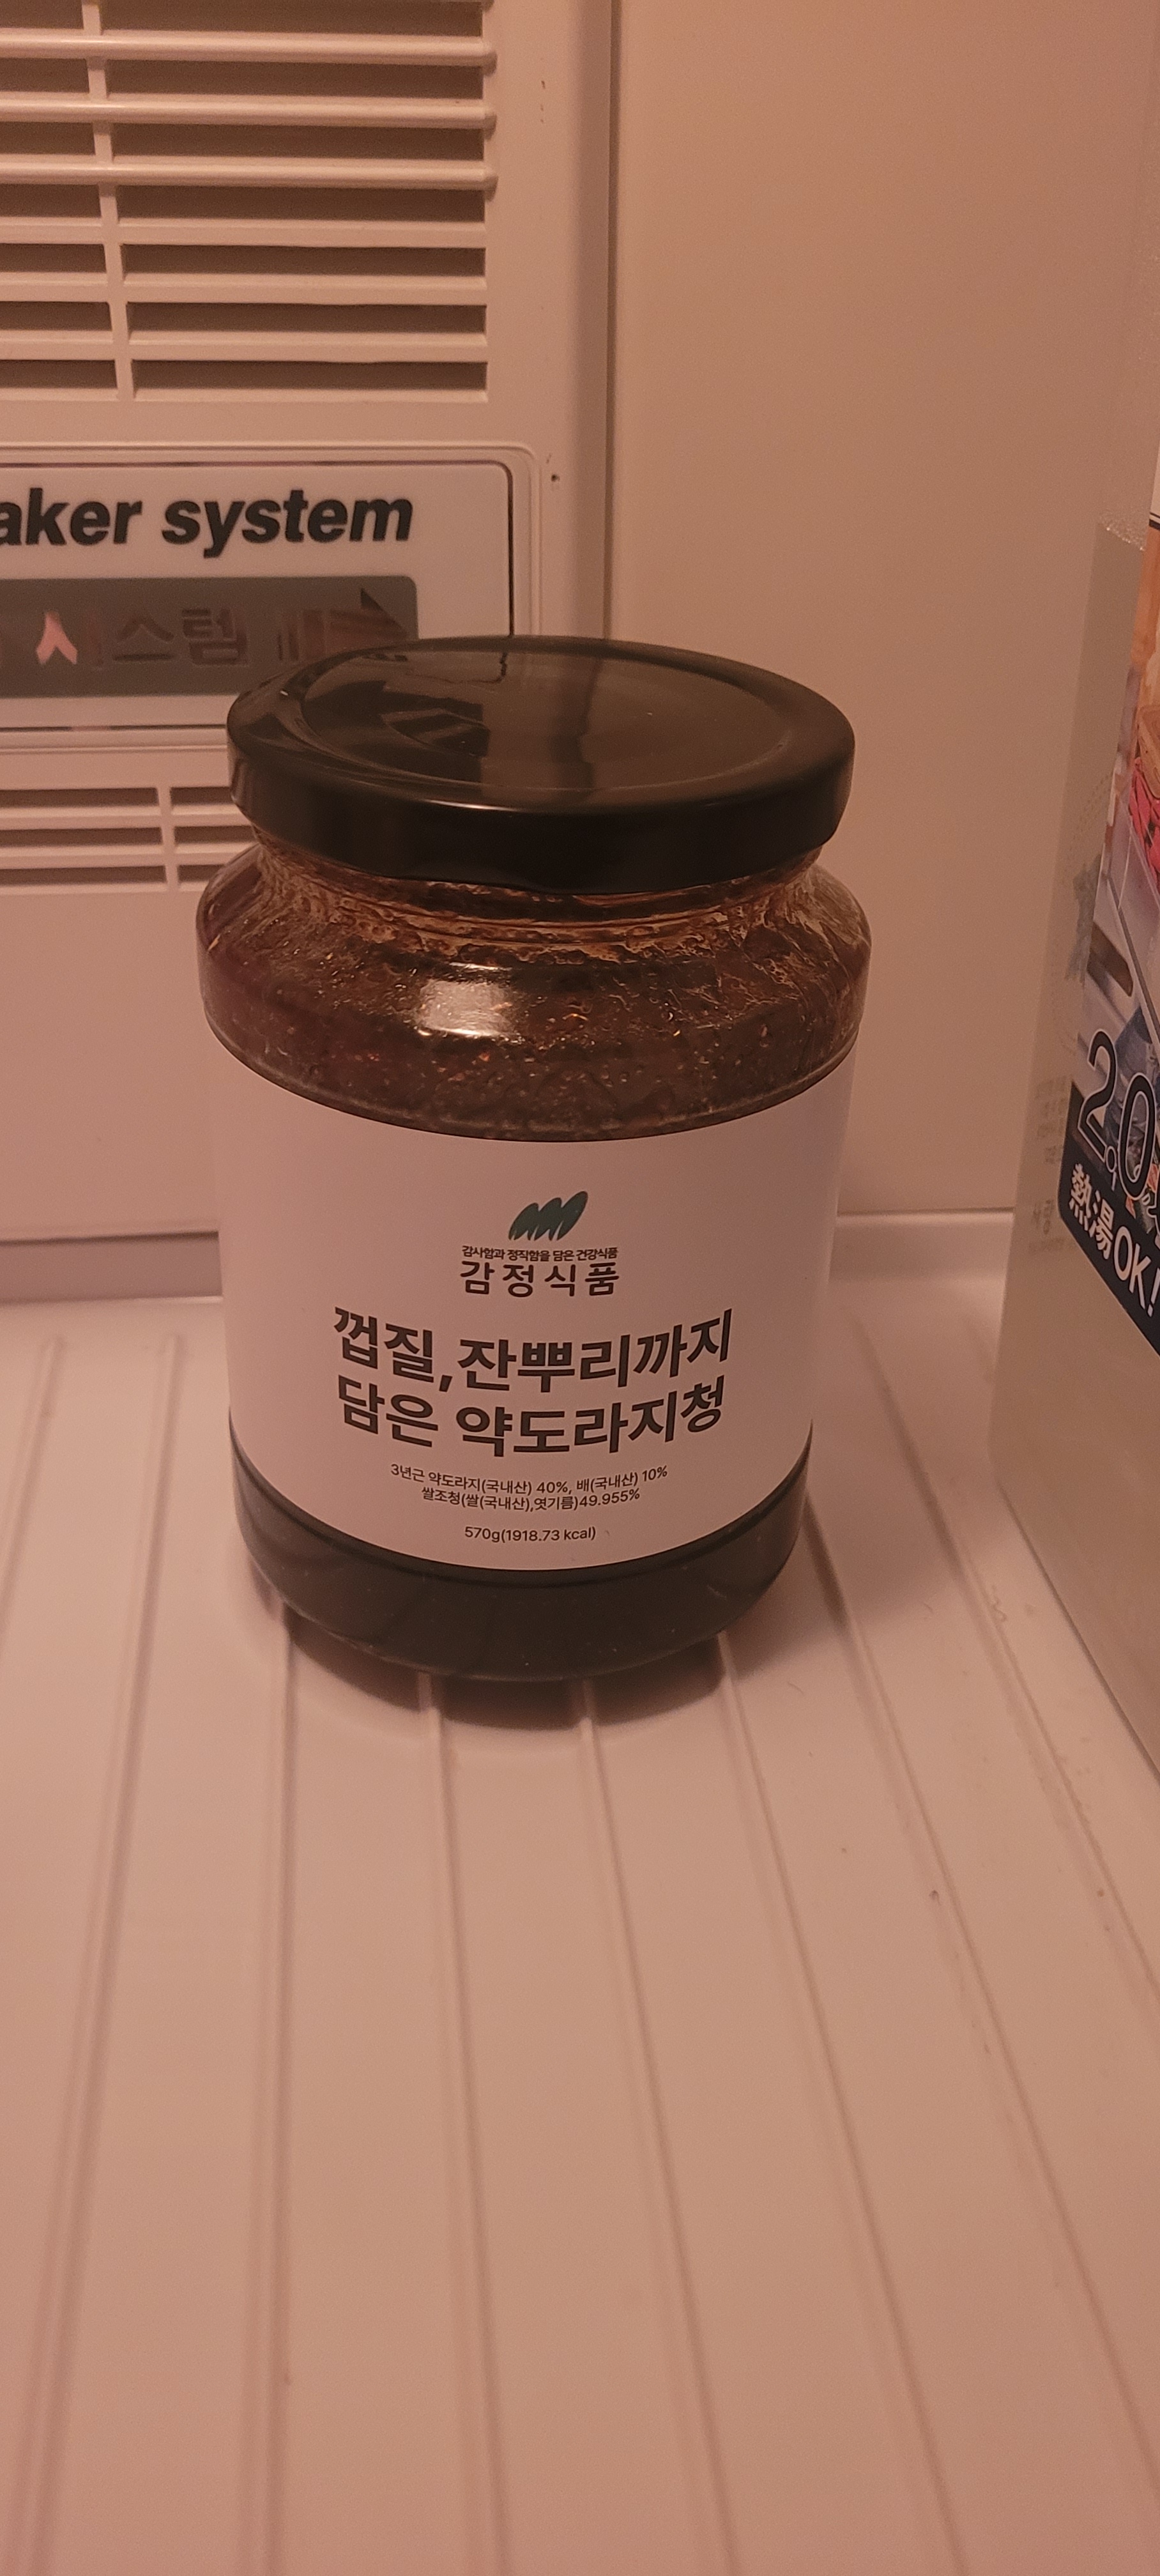 aker system
시스템
감사함과 정직함을 담은 건강식품
감정식품
껍질,잔뿌리까지
담은 약도라지청
3년근 약도라지(국내산) 40%, 배(국내산) 10%
쌀조청(쌀(국내산),엿기름)49.955%
570g(1918.73 kcal)
2.0
熱湯OK!